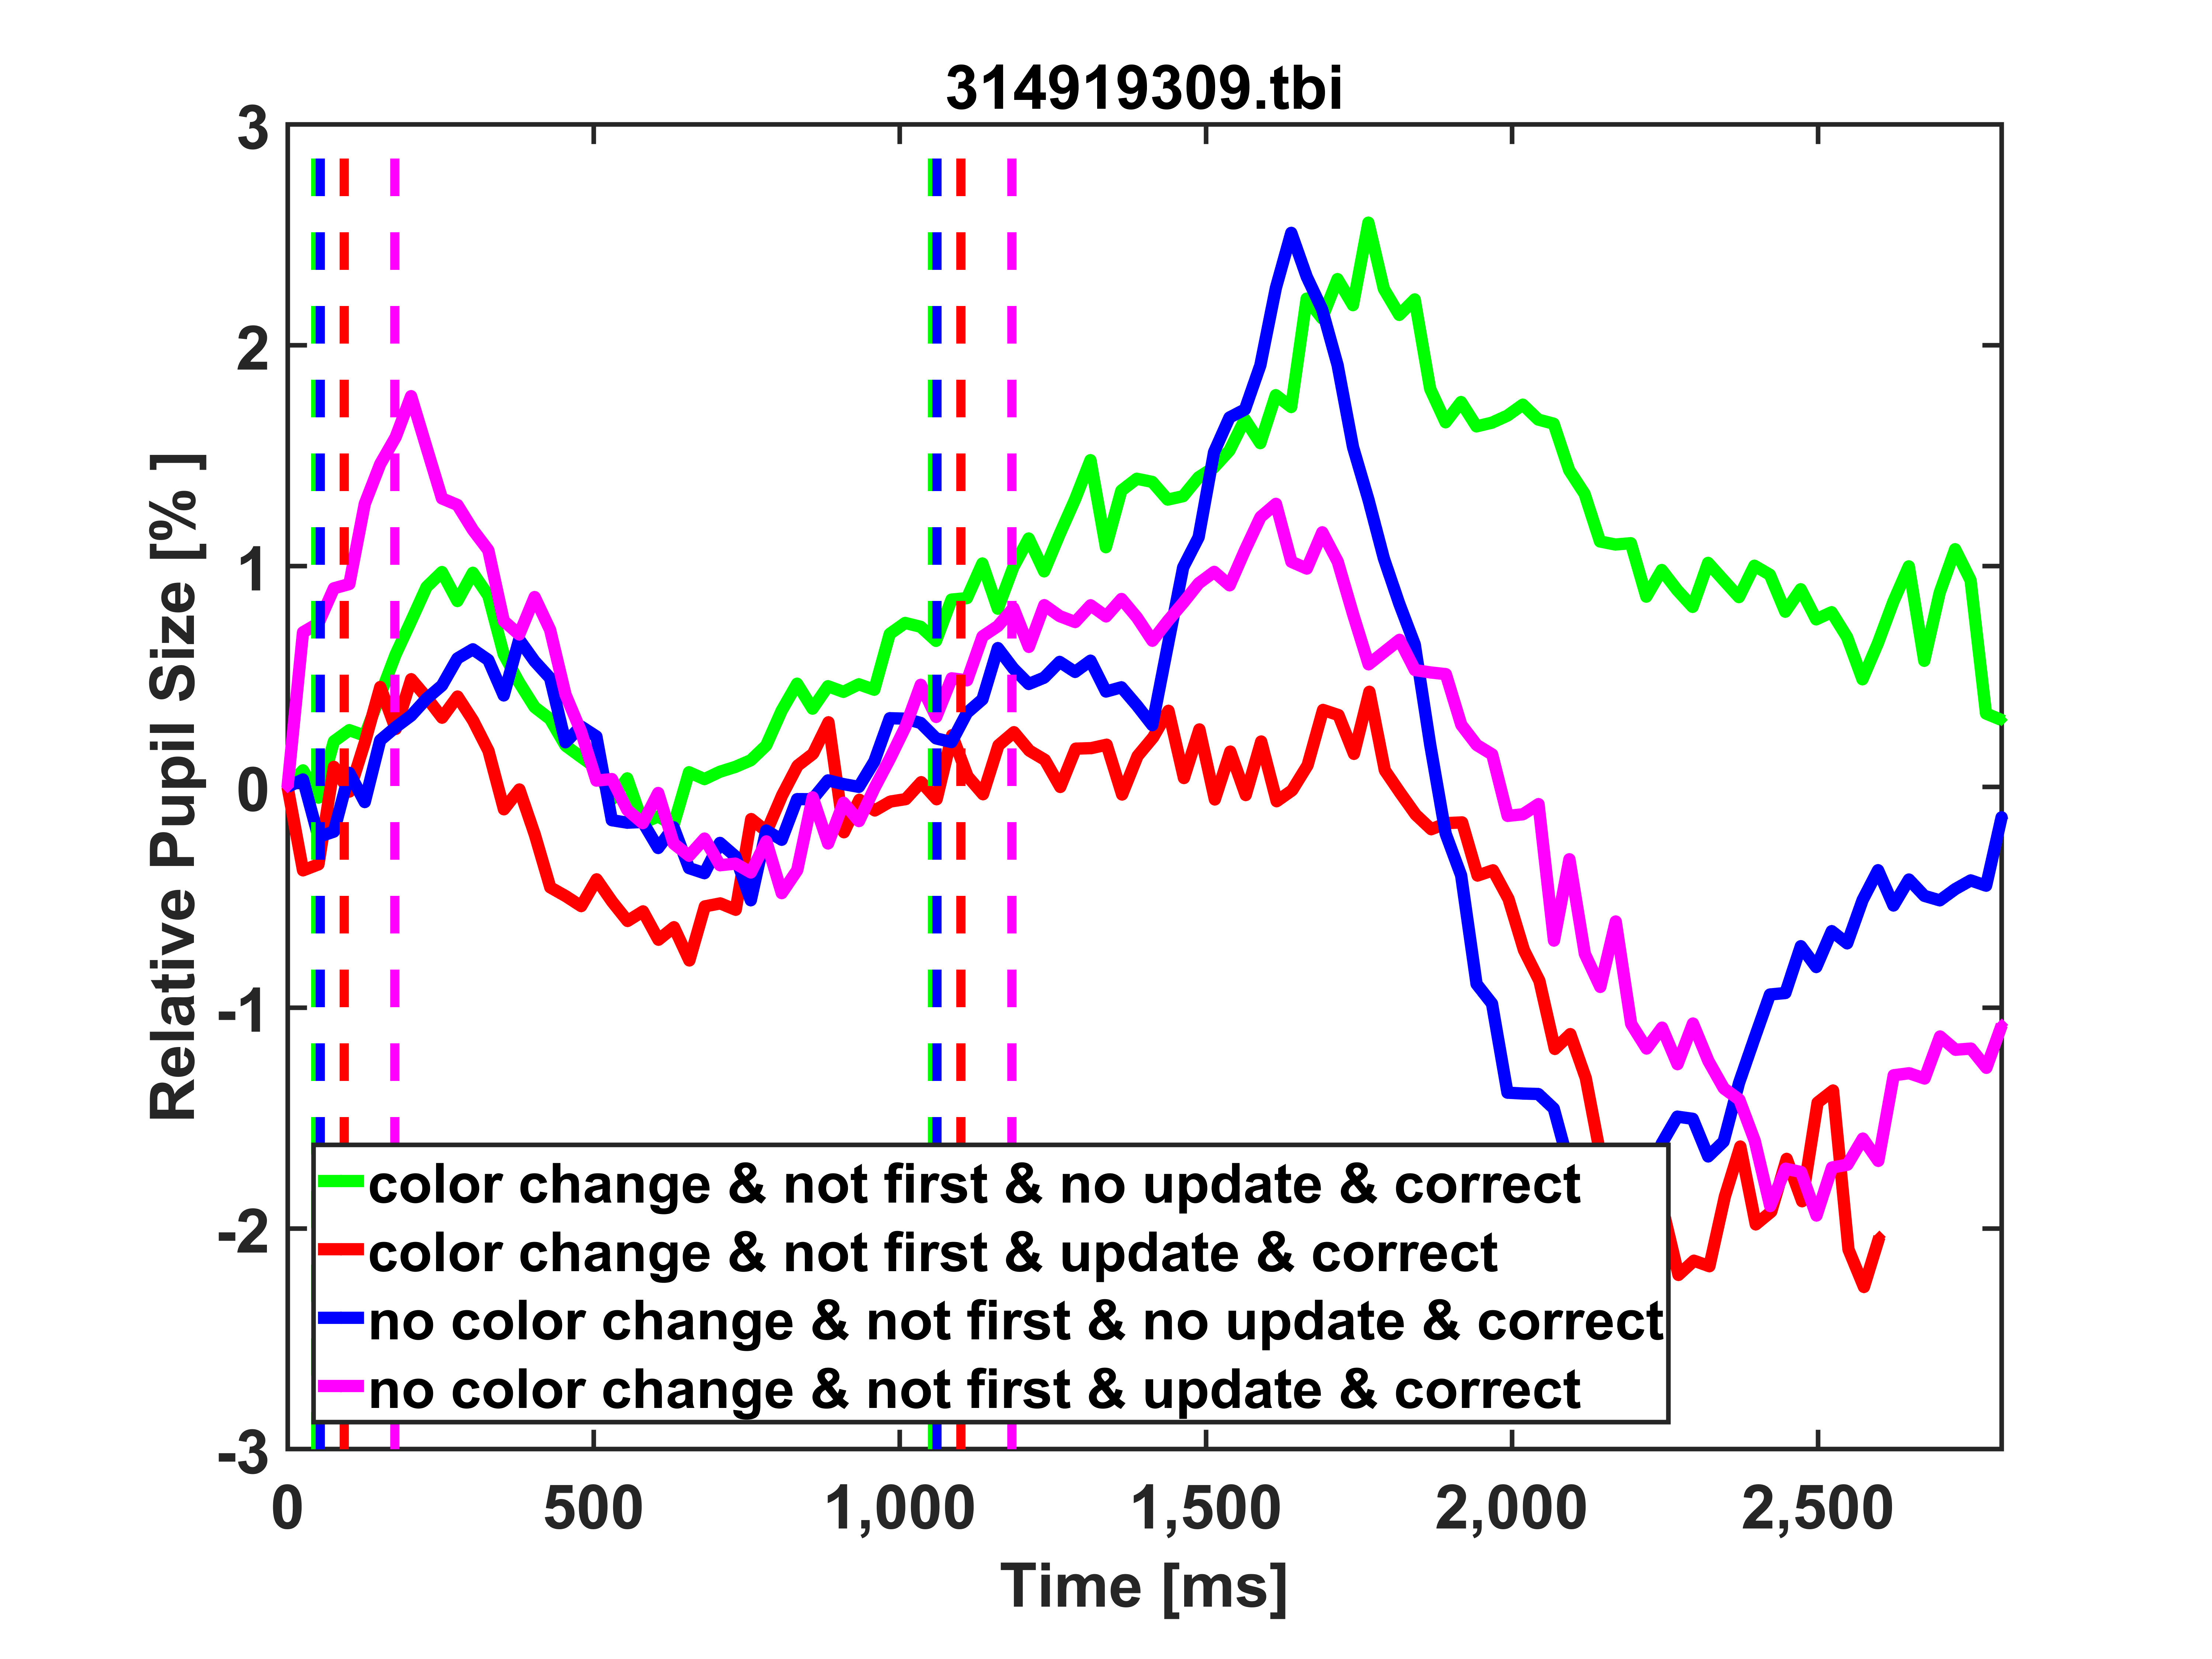 314919309.tbi
3
2
1
0
-1
-2
-3
Relative Pupil Size [% ]
color change & not first & no update & correct
color change & not first & update & correct
no color change & not first & no update & correct
no color change & not first & update & correct
0 500 1,000 1,500 2,000 2,500
Time [ms]